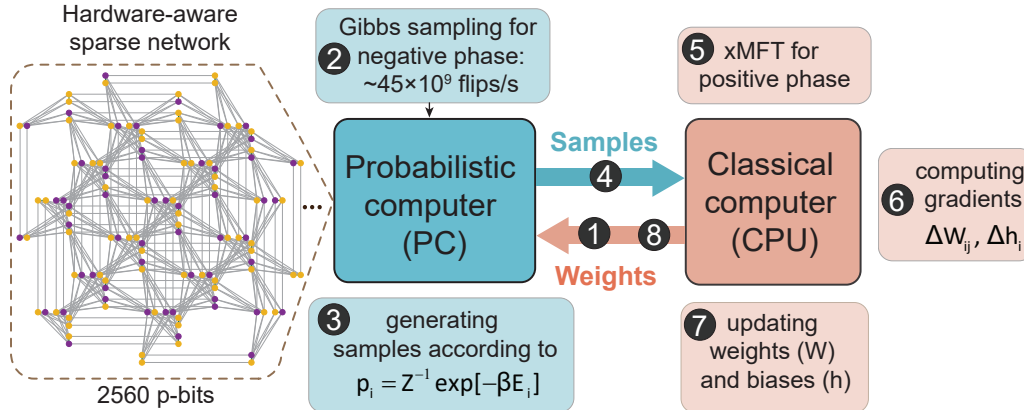 Hardware-aware
sparse network
2560 p-bits
...
2
Gibbs sampling for
negative phase:
~45×10⁹ flips/s
Probabilistic
computer
(PC)
3
generating
samples according to
pᵢ = Z⁻¹ exp[−βEᵢ]
Samples
4
1
8
Weights
5
xMFT for
positive phase
Classical
computer
(CPU)
6
computing
gradients
ΔWᵢⱼ, Δhᵢ
7
updating
weights (W)
and biases (h)